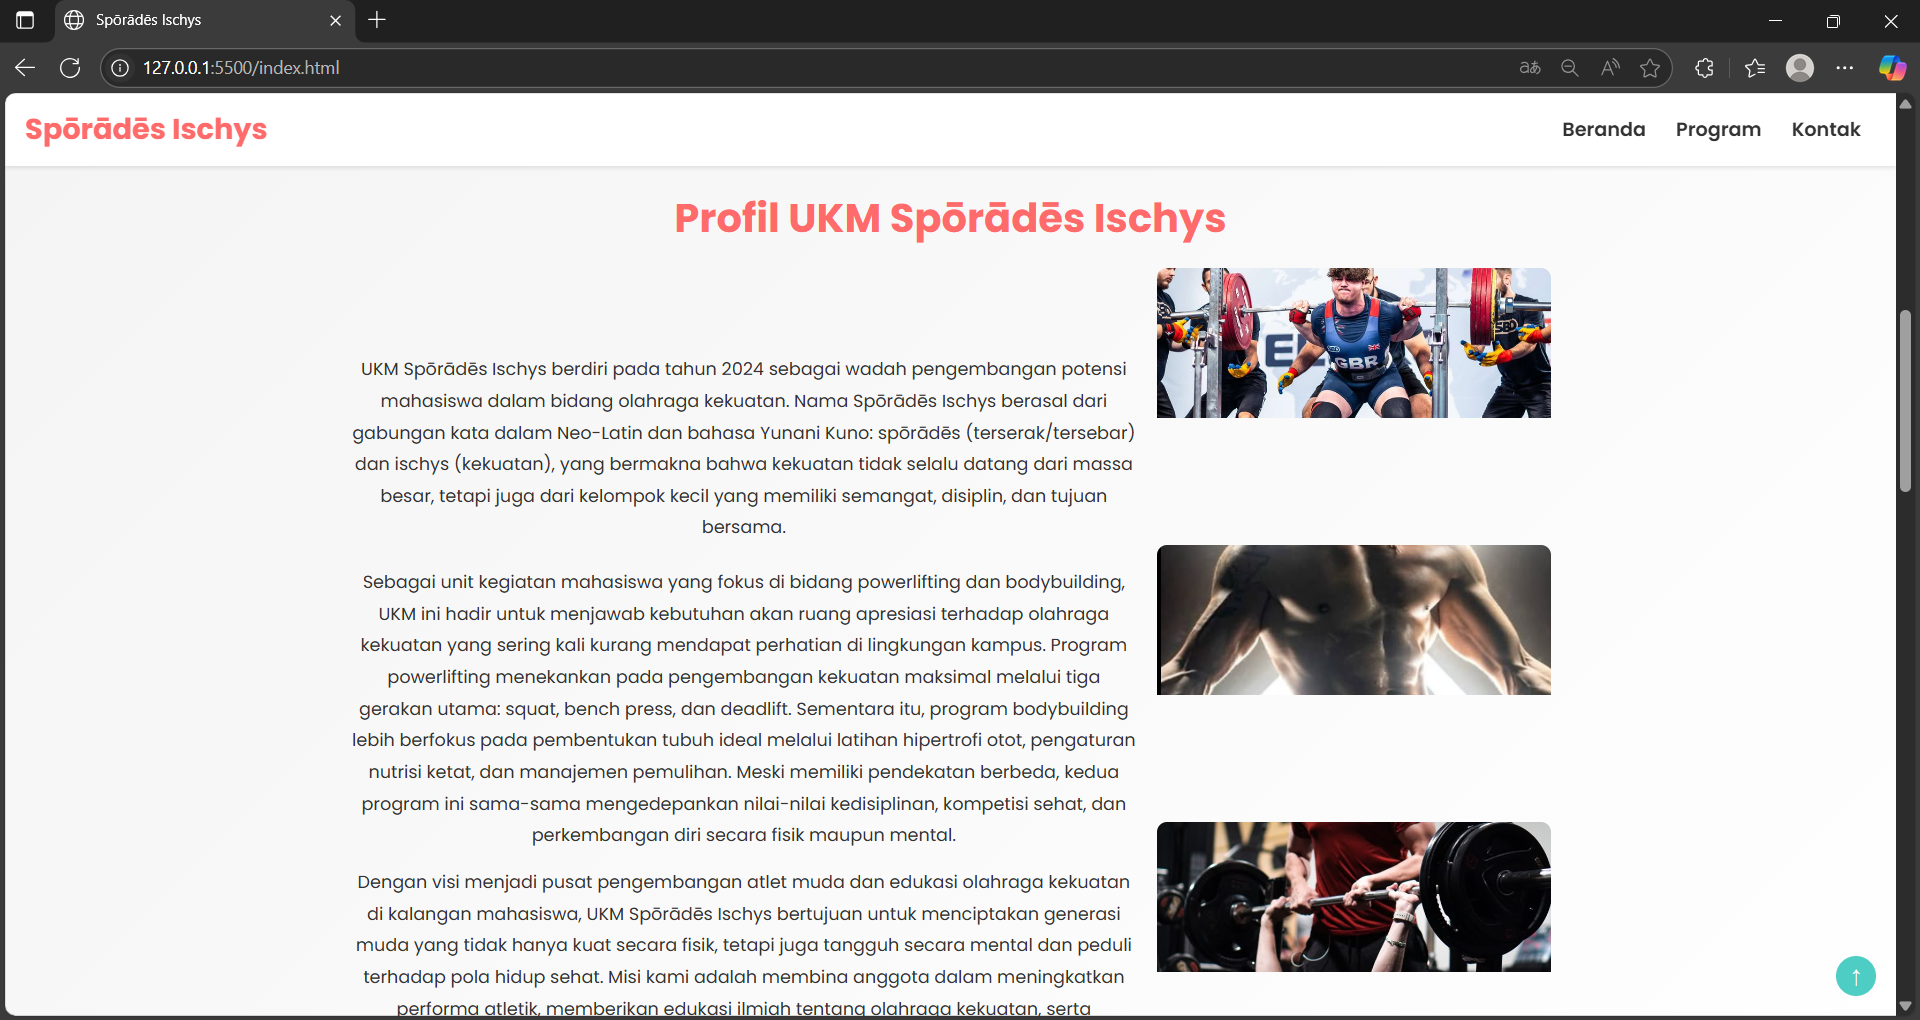 Spōrādēs Ischys
127.0.0.1:5500/index.html
Spōrādēs Ischys
Beranda Program Kontak
Profil UKM Spōrādēs Ischys
UKM Spōrādēs Ischys berdiri pada tahun 2024 sebagai wadah pengembangan potensi
mahasiswa dalam bidang olahraga kekuatan. Nama Spōrādēs Ischys berasal dari
gabungan kata dalam Neo-Latin dan bahasa Yunani Kuno: spōrādēs (terserak/tersebar)
dan ischys (kekuatan), yang bermakna bahwa kekuatan tidak selalu datang dari massa
besar, tetapi juga dari kelompok kecil yang memiliki semangat, disiplin, dan tujuan
bersama.
GBR
Sebagai unit kegiatan mahasiswa yang fokus di bidang powerlifting dan bodybuilding,
UKM ini hadir untuk menjawab kebutuhan akan ruang apresiasi terhadap olahraga
kekuatan yang sering kali kurang mendapat perhatian di lingkungan kampus. Program
powerlifting menekankan pada pengembangan kekuatan maksimal melalui tiga
gerakan utama: squat, bench press, dan deadlift. Sementara itu, program bodybuilding
lebih berfokus pada pembentukan tubuh ideal melalui latihan hipertrofi otot, pengaturan
nutrisi ketat, dan manajemen pemulihan. Meski memiliki pendekatan berbeda, kedua
program ini sama-sama mengedepankan nilai-nilai kedisiplinan, kompetisi sehat, dan
perkembangan diri secara fisik maupun mental.
Dengan visi menjadi pusat pengembangan atlet muda dan edukasi olahraga kekuatan
di kalangan mahasiswa, UKM Spōrādēs Ischys bertujuan untuk menciptakan generasi
muda yang tidak hanya kuat secara fisik, tetapi juga tangguh secara mental dan peduli
terhadap pola hidup sehat. Misi kami adalah membina anggota dalam meningkatkan
performa atletik, memberikan edukasi ilmiah tentang olahraga kekuatan, serta